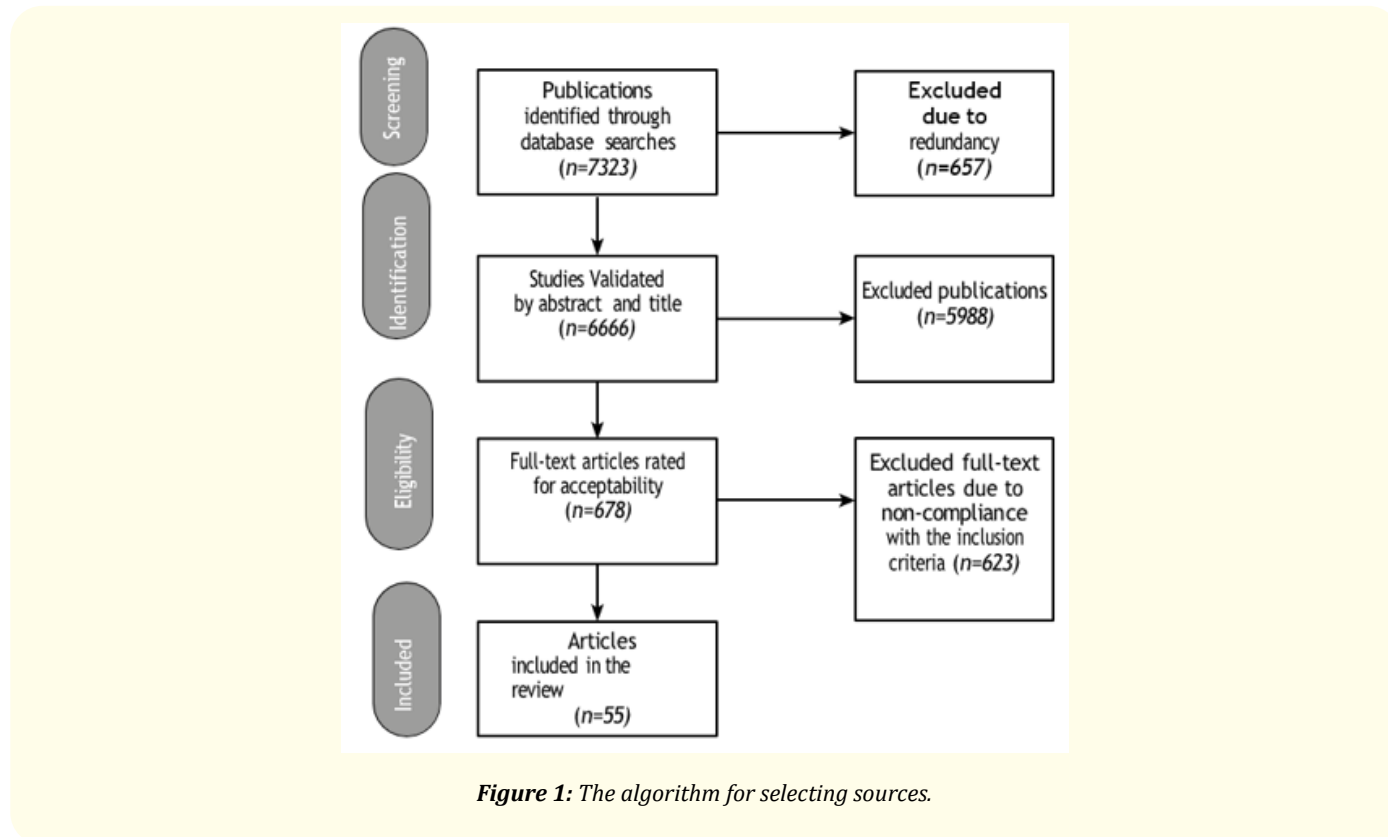 Screening
Publications
identified through
database searches
(n=7323)
Excluded
due to
redundancy
(n=657)
Identification
Studies Validated
by abstract and title
(n=6666)
Excluded publications
(n=5988)
Eligibility
Full-text articles rated
for acceptability
(n=678)
Excluded full-text
articles due to
non-compliance
with the inclusion
criteria (n=623)
Included
Articles
included in the
review
(n=55)
Figure 1: The algorithm for selecting sources.